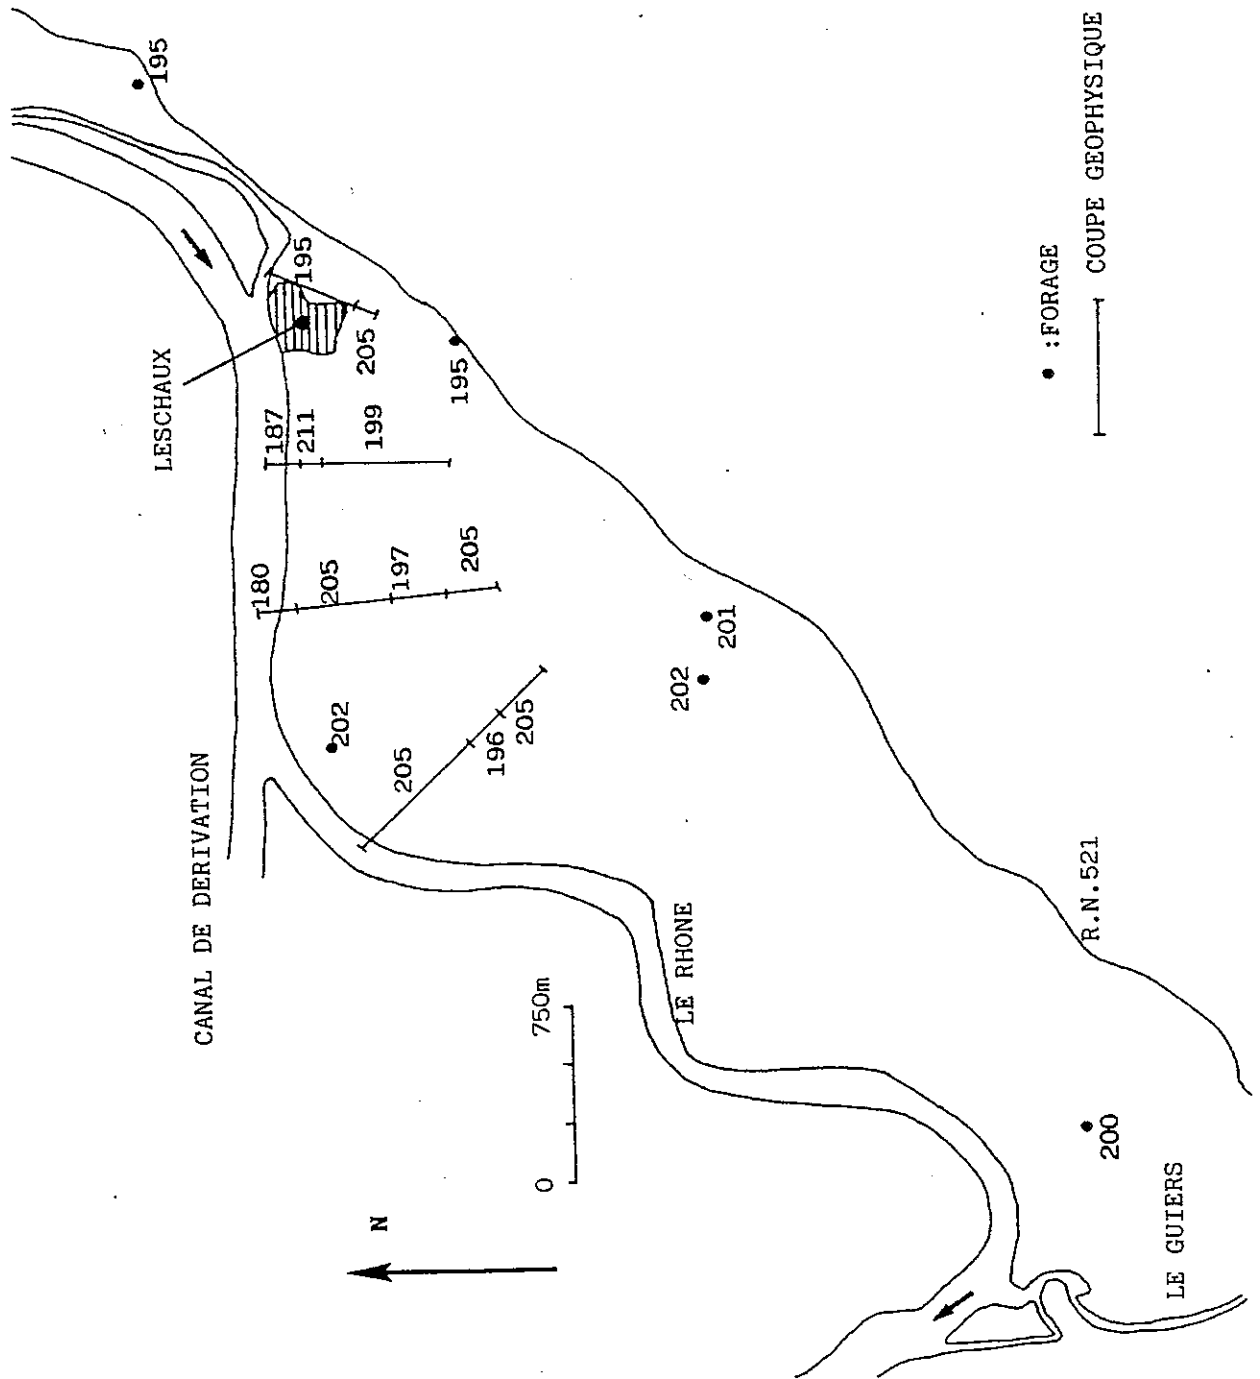 195
195
LESCHAUX
205
195
187
211
199
180
205
197
205
202
205
196
205
202
201
CANAL DE DERIVATION
LE RHONE
R.N.521
0
750m
N
200
LE GUIERS
● :FORAGE
COUPE GEOPHYSIQUE